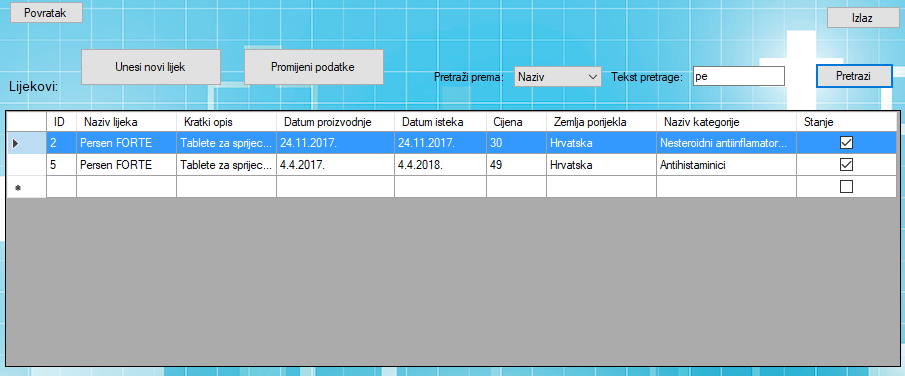 Povratak
Izlaz
Unesi novi lijek
Promijeni podatke
Pretraži prema:
Naziv
Tekst pretrage:
pe
Pretrazi
Lijekovi:
ID Naziv lijeka Kratki opis Datum proizvodnje Datum isteka Cijena Zemlja porijekla Naziv kategorije Stanje
2 Persen FORTE Tablete za sprijec... 24.11.2017. 24.11.2017. 30 Hrvatska Nesteroidni antiinflamator...
5 Persen FORTE Tablete za sprijec... 4.4.2017. 4.4.2018. 49 Hrvatska Antihistaminici